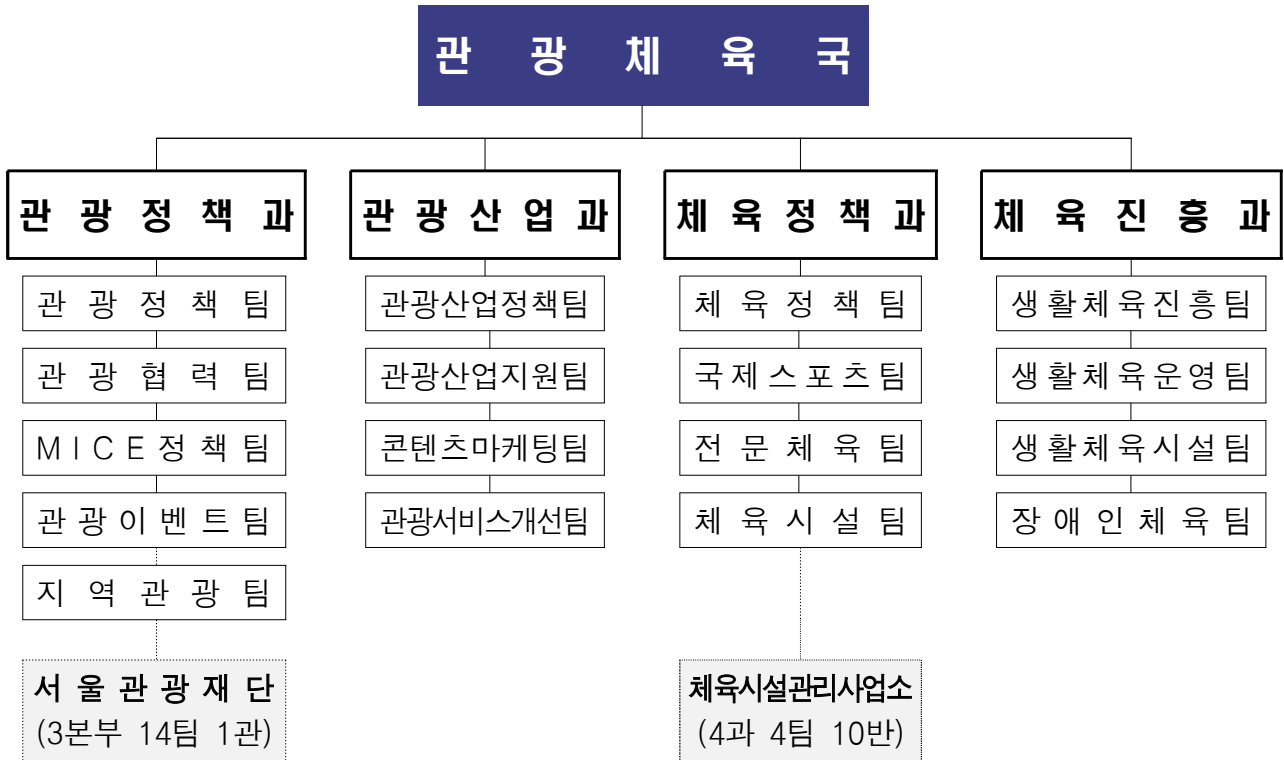 관광체육국
관광정책과
관광정책팀
관광협력팀
MICE정책팀
관광이벤트팀
지역관광팀
서울관광재단
(3본부 14팀 1관)
관광산업과
관광산업정책팀
관광산업지원팀
콘텐츠마케팅팀
관광서비스개선팀
체육정책과
체육정책팀
국제스포츠팀
전문체육팀
체육시설팀
체육시설관리사업소
(4과 4팀 10반)
체육진흥과
생활체육진흥팀
생활체육운영팀
생활체육시설팀
장애인체육팀